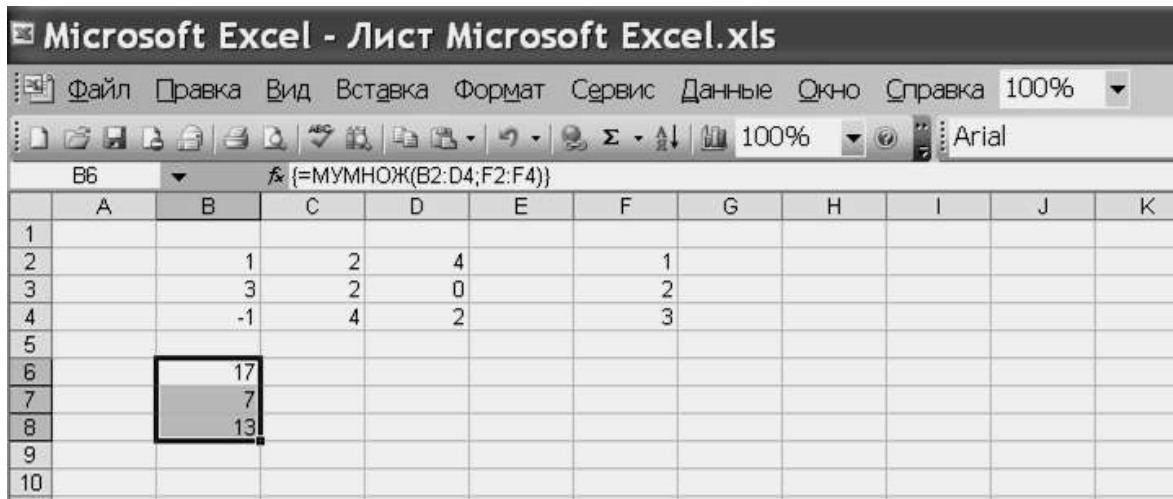 Microsoft Excel - Лист Microsoft Excel.xls
Файл Правка Вид Вставка Формат Сервис Данные Окно Справка 100%
ABC Σ 100% Arial
B6 fx {=МУМНОЖ(B2:D4;F2:F4)}
A B C D E F G H I J K
1
2 1 2 4 1
3 3 2 0 2
4 -1 4 2 3
5
6 17
7 7
8 13
9
10